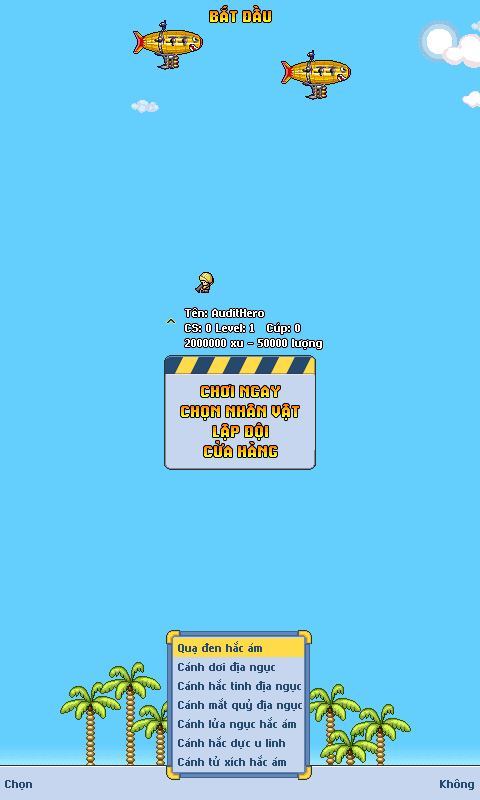 BẮT ĐẦU
Tên: AuditHero
CS: 0 Level: 1 Cúp: 0
2000000 xu - 50000 lượng
CHƠI NGAY
CHỌN NHÂN VẬT
LẬP ĐỘI
CỬA HÀNG
Quạ đen hắc ám
Cánh dơi địa ngục
Cánh hắc tinh địa ngục
Cánh mắt quỷ địa ngục
Cánh lửa ngục hắc ám
Cánh hắc dực u linh
Cánh tử xích hắc ám
Chọn
Không